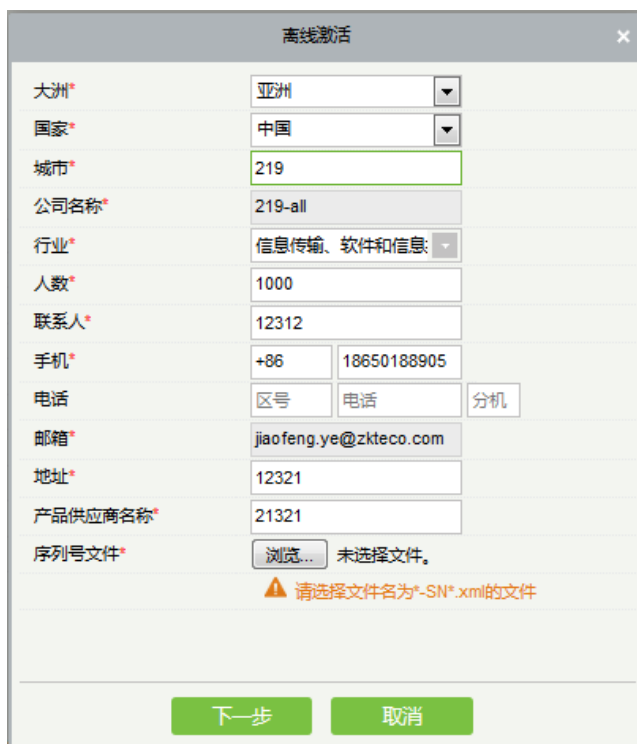 离线激活 ×
大洲* 亚洲
国家* 中国
城市* 219
公司名称* 219-all
行业* 信息传输、软件和信息
人数* 1000
联系人* 12312
手机* +86 18650188905
电话 区号 电话 分机
邮箱* jiaofeng.ye@zkteco.com
地址* 12321
产品供应商名称* 21321
序列号文件* 浏览... 未选择文件。
请选择文件名为*-SN*.xml的文件
下一步 取消